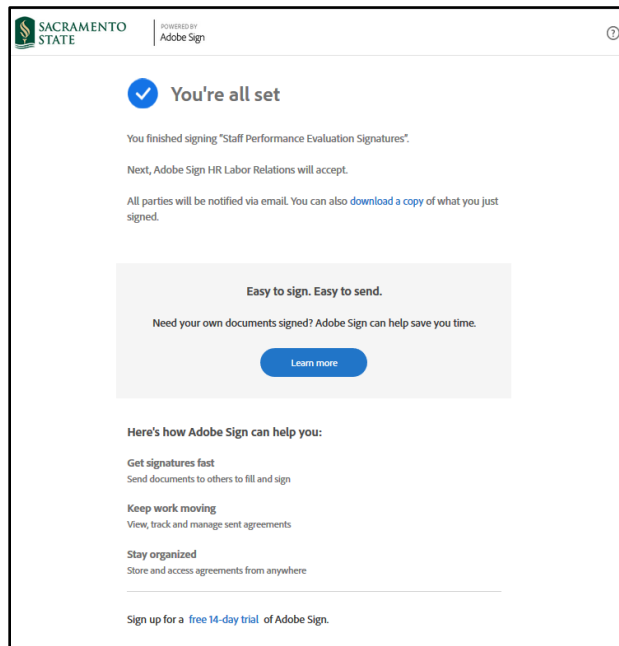 SACRAMENTO
STATE
POWERED BY
Adobe Sign
?
You're all set
You finished signing "Staff Performance Evaluation Signatures".
Next, Adobe Sign HR Labor Relations will accept.
All parties will be notified via email. You can also download a copy of what you just
signed.
Easy to sign. Easy to send.
Need your own documents signed? Adobe Sign can help save you time.
Learn more
Here's how Adobe Sign can help you:
Get signatures fast
Send documents to others to fill and sign
Keep work moving
View, track and manage sent agreements
Stay organized
Store and access agreements from anywhere
Sign up for a free 14-day trial of Adobe Sign.